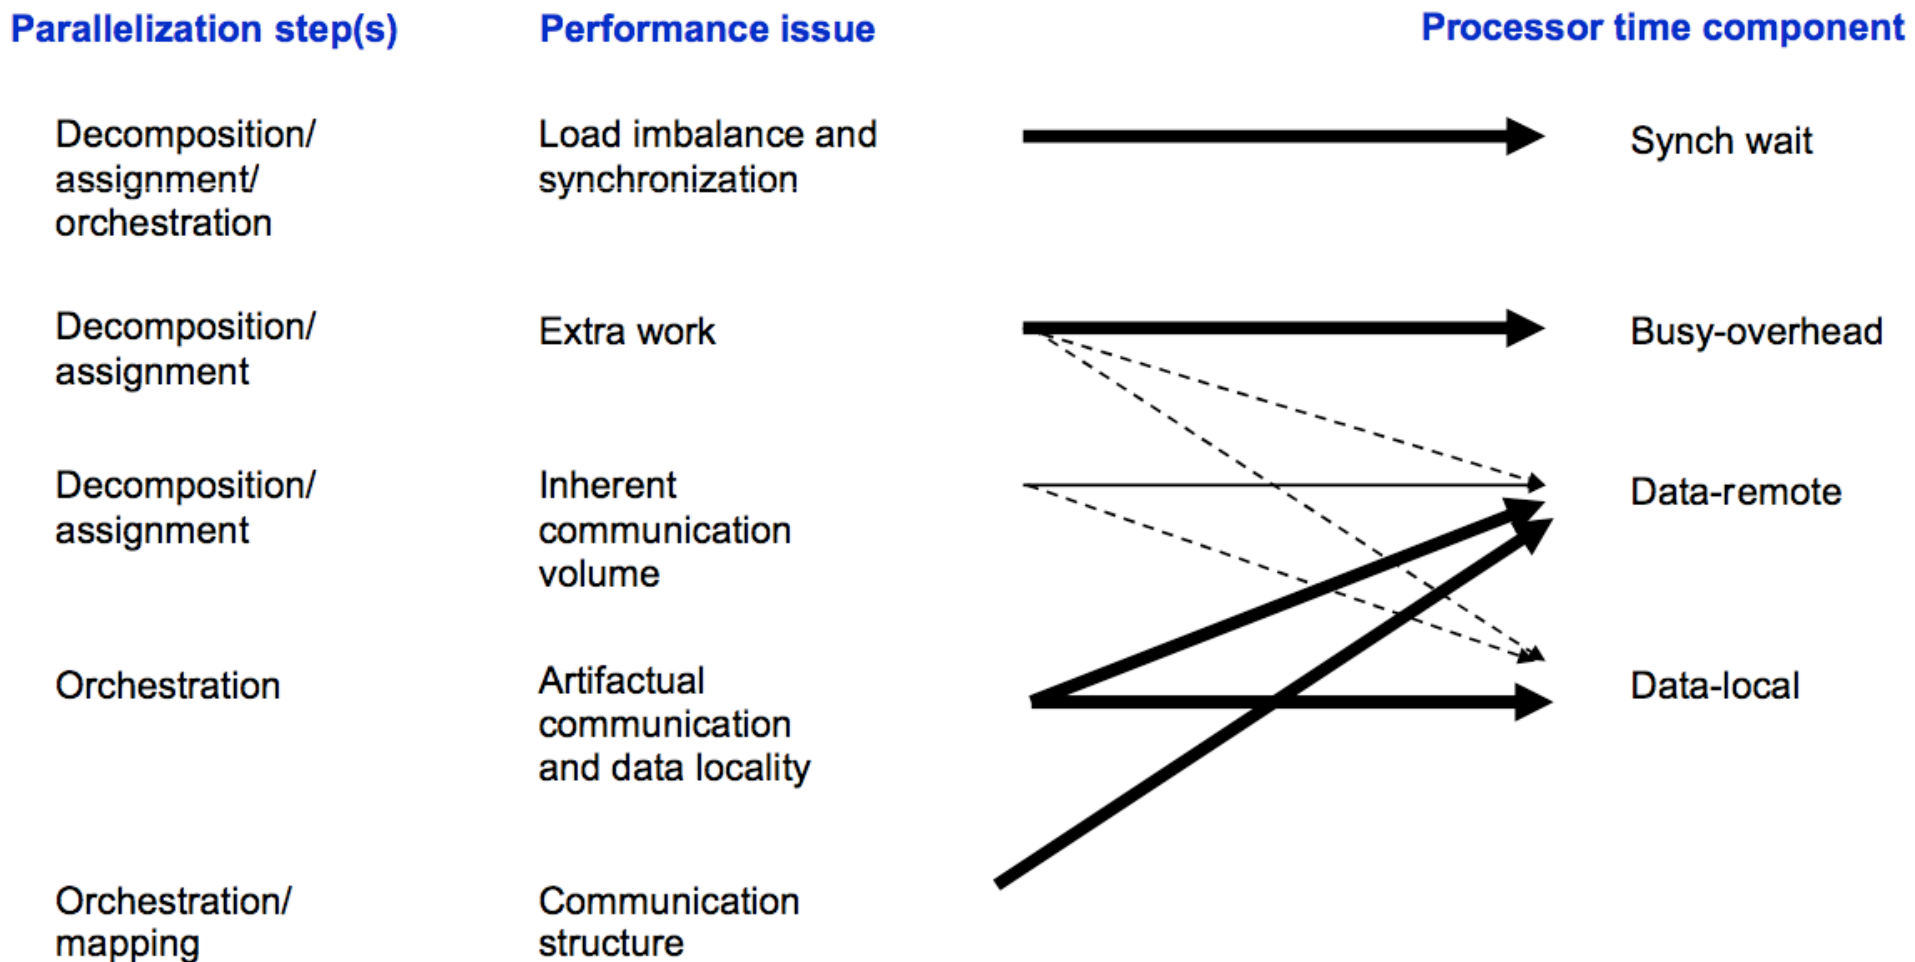 Parallelization step(s)
Performance issue
Processor time component
Decomposition/
assignment/
orchestration
Load imbalance and
synchronization
Synch wait
Decomposition/
assignment
Extra work
Busy-overhead
Decomposition/
assignment
Inherent
communication
volume
Data-remote
Orchestration
Artifactual
communication
and data locality
Data-local
Orchestration/
mapping
Communication
structure